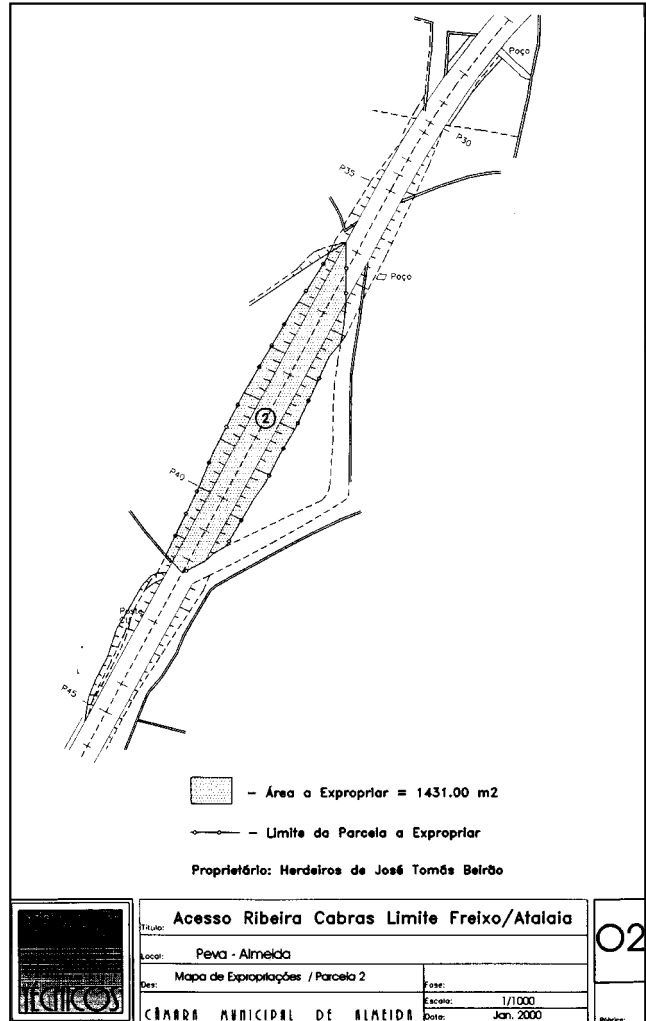 Poço
P30
P35
Poço
2
P40
Poste
P45
- Área a Expropriar = 1431.00 m2
- Limite da Parcela a Expropriar
Proprietário: Herdeiros de José Tomás Beirão
Título: Acesso Ribeira Cabras Limite Freixo/Atalaia
Local: Peva - Almeida
Des: Mapa de Expropriações / Parcela 2
Fase:
Escala: 1/1000
CÂMARA MUNICIPAL DE ALMEIDA
Data: Jan. 2000
02
TÉCNICOS